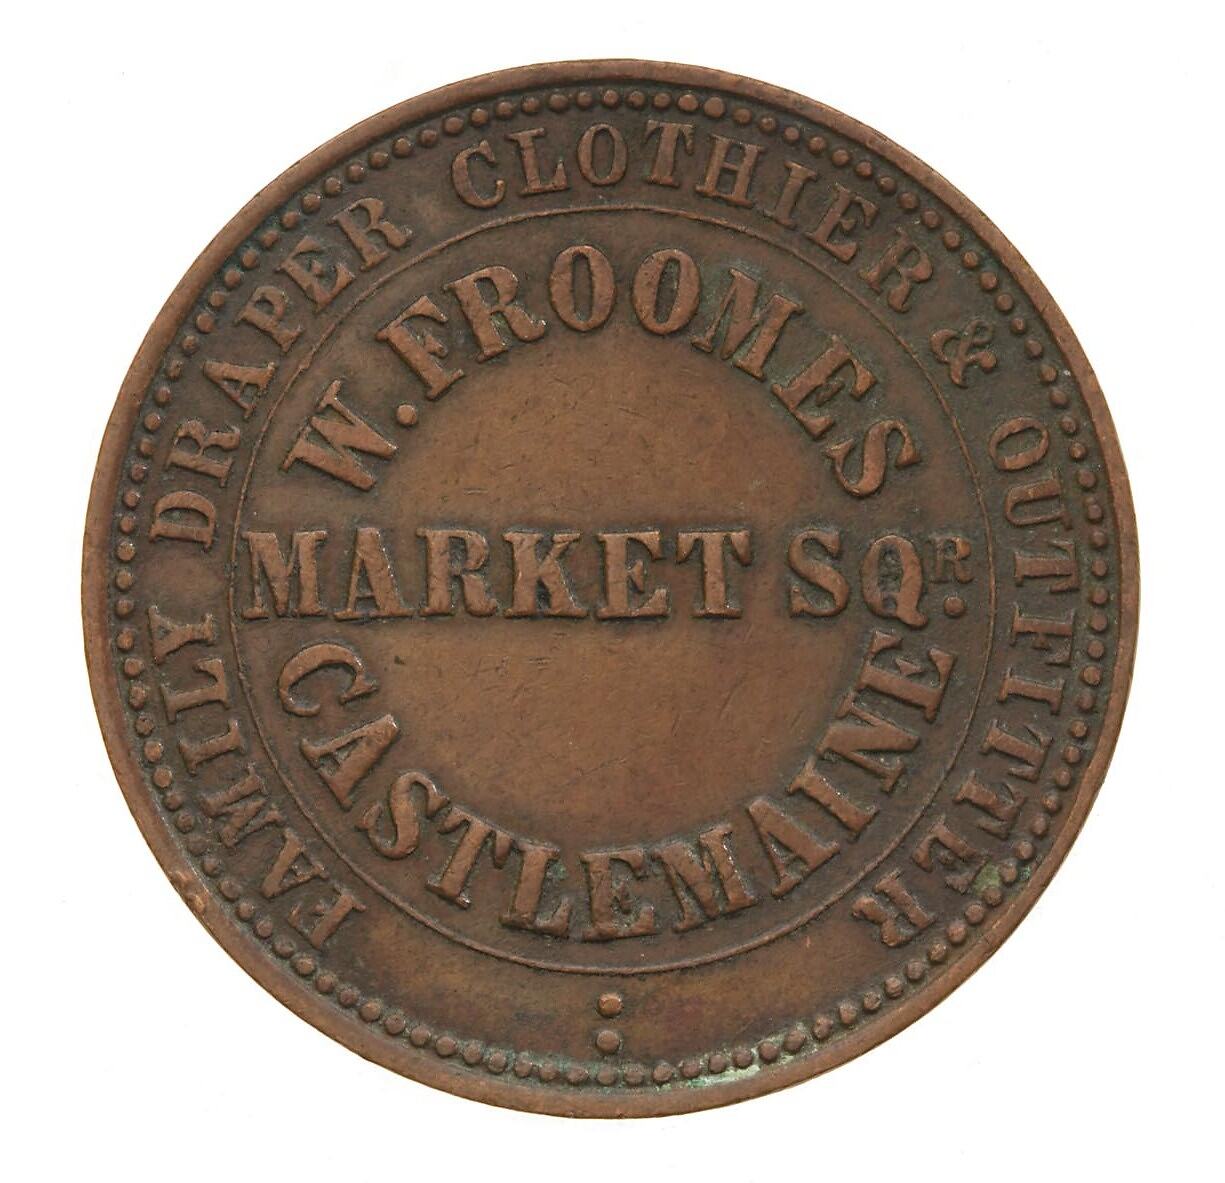 FAMILY DRAPER CLOTHIER & OUTFITTER
W. FROOMES
MARKET SQR.
CASTLEMAINE